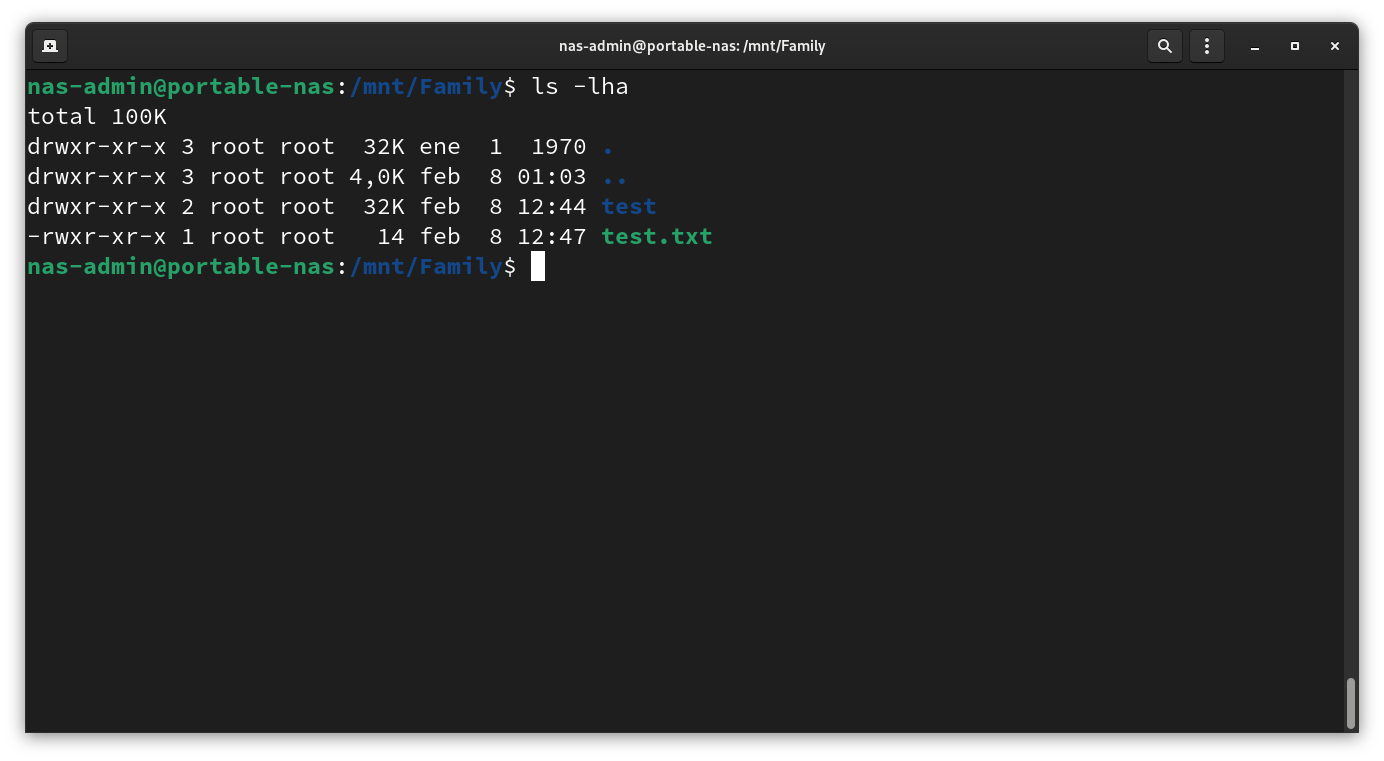 nas-admin@portable-nas: /mnt/Family
nas-admin@portable-nas:/mnt/Family$ ls -lha
total 100K
drwxr-xr-x 3 root root  32K ene  1  1970 .
drwxr-xr-x 3 root root 4,0K feb  8 01:03 ..
drwxr-xr-x 2 root root  32K feb  8 12:44 test
-rwxr-xr-x 1 root root   14 feb  8 12:47 test.txt
nas-admin@portable-nas:/mnt/Family$